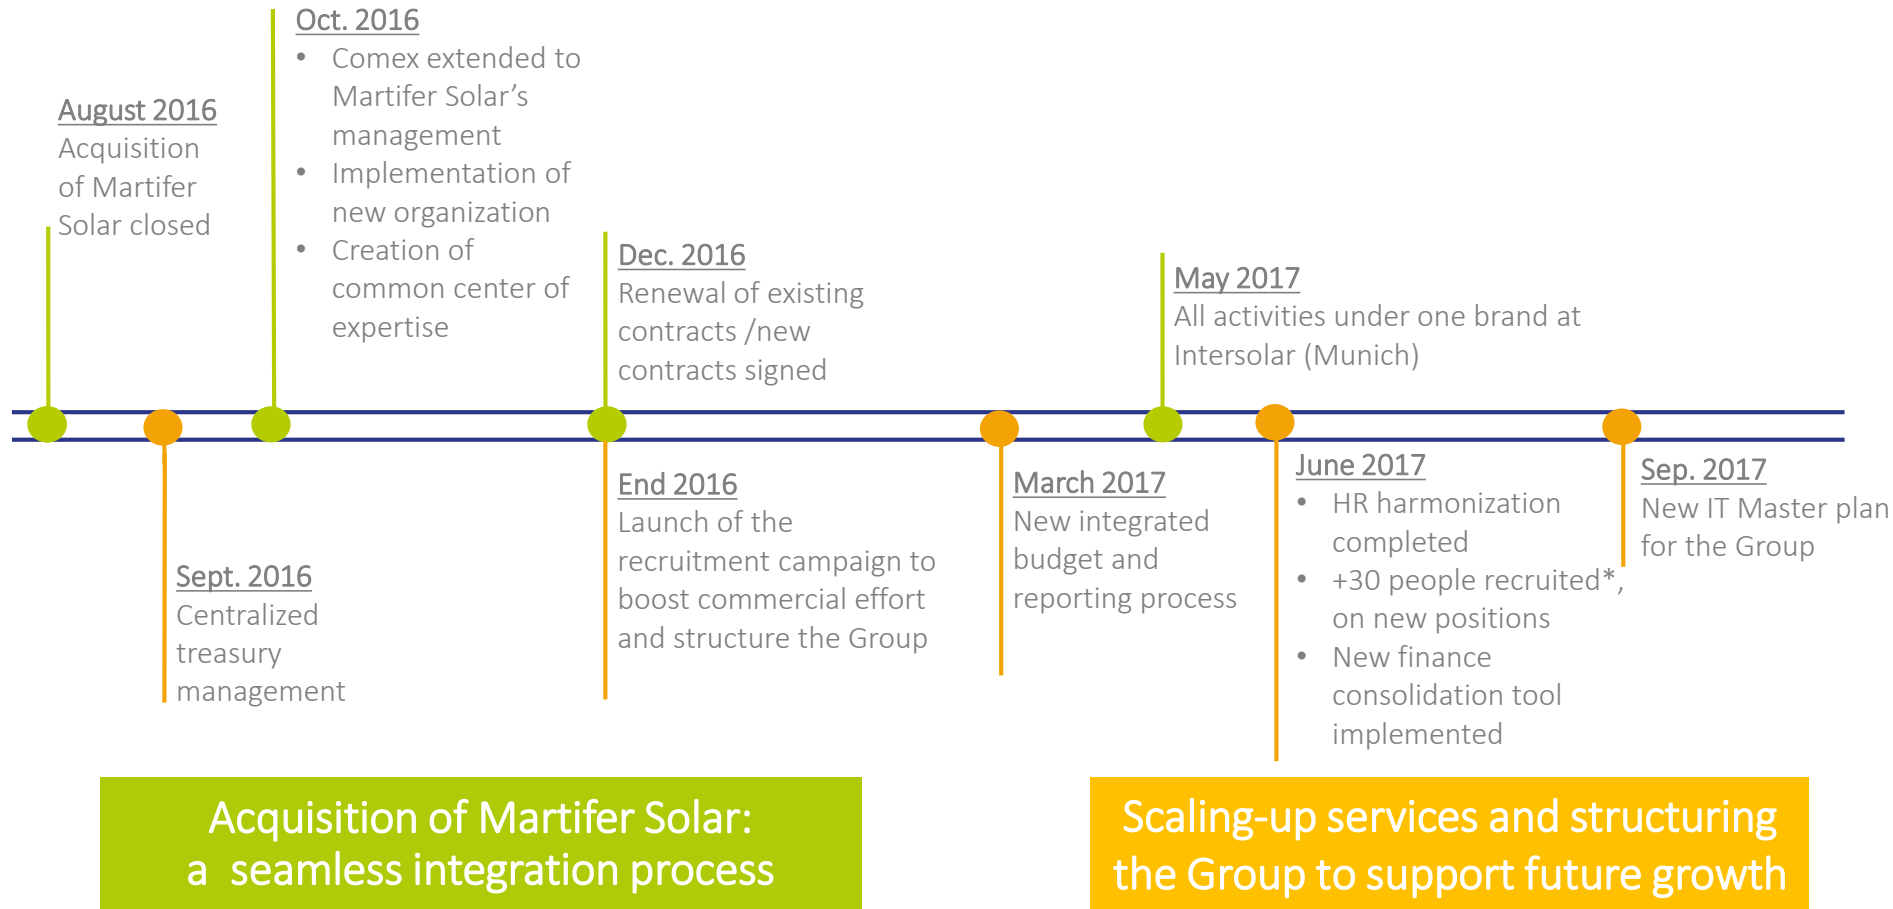 Oct. 2016
• Comex extended to
Martifer Solar's
management
• Implementation of
new organization
• Creation of
common center of
expertise
August 2016
Acquisition
of Martifer
Solar closed
Dec. 2016
Renewal of existing
contracts /new
contracts signed
May 2017
All activities under one brand at
Intersolar (Munich)
Sept. 2016
Centralized
treasury
management
End 2016
Launch of the
recruitment campaign to
boost commercial effort
and structure the Group
March 2017
New integrated
budget and
reporting process
June 2017
• HR harmonization
completed
• +30 people recruited*,
on new positions
• New finance
consolidation tool
implemented
Sep. 2017
New IT Master plan
for the Group
Acquisition of Martifer Solar:
a seamless integration process
Scaling-up services and structuring
the Group to support future growth